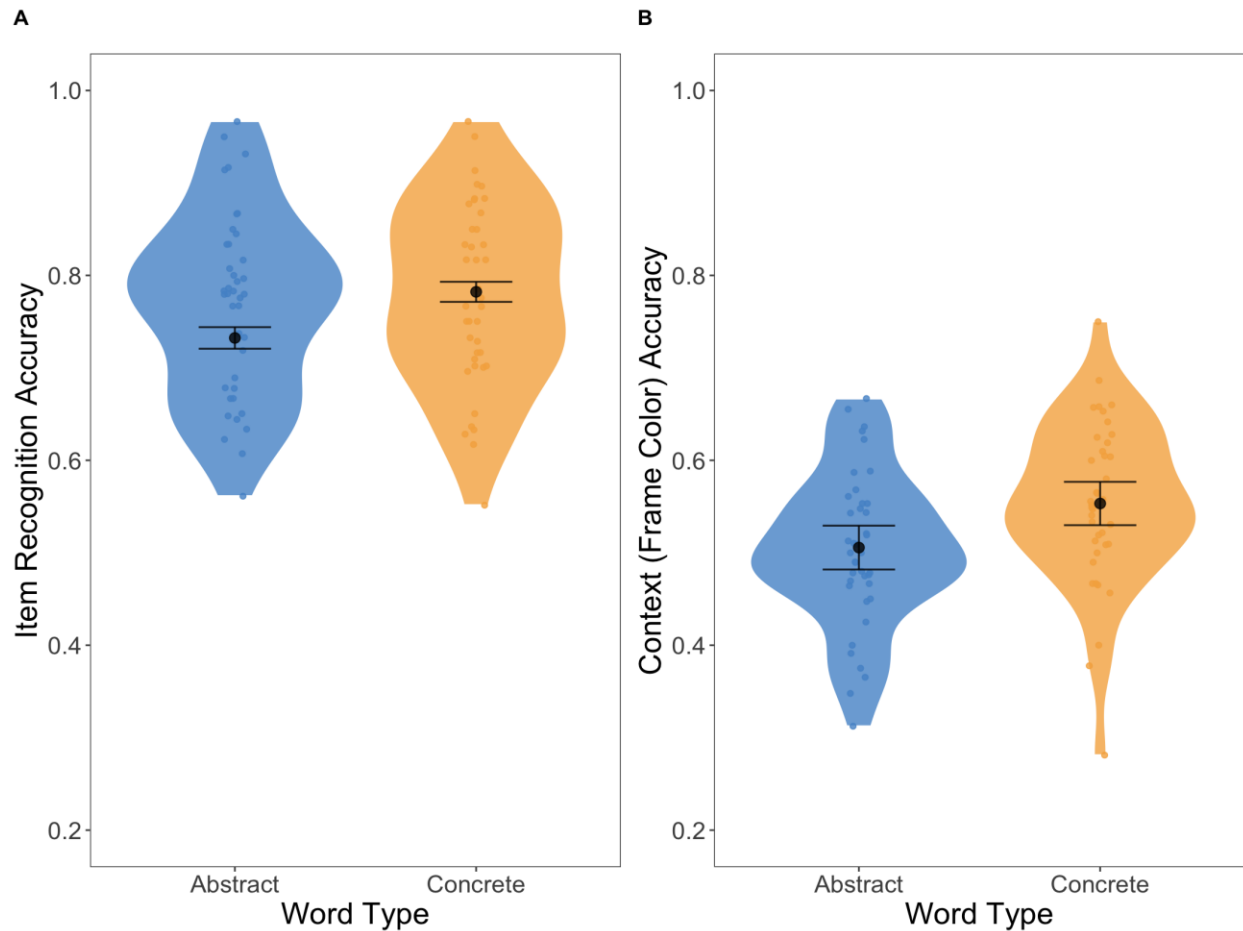 A
Item Recognition Accuracy
1.0
0.8
0.6
0.4
0.2
Abstract Concrete
Word Type
B
Context (Frame Color) Accuracy
1.0
0.8
0.6
0.4
0.2
Abstract Concrete
Word Type